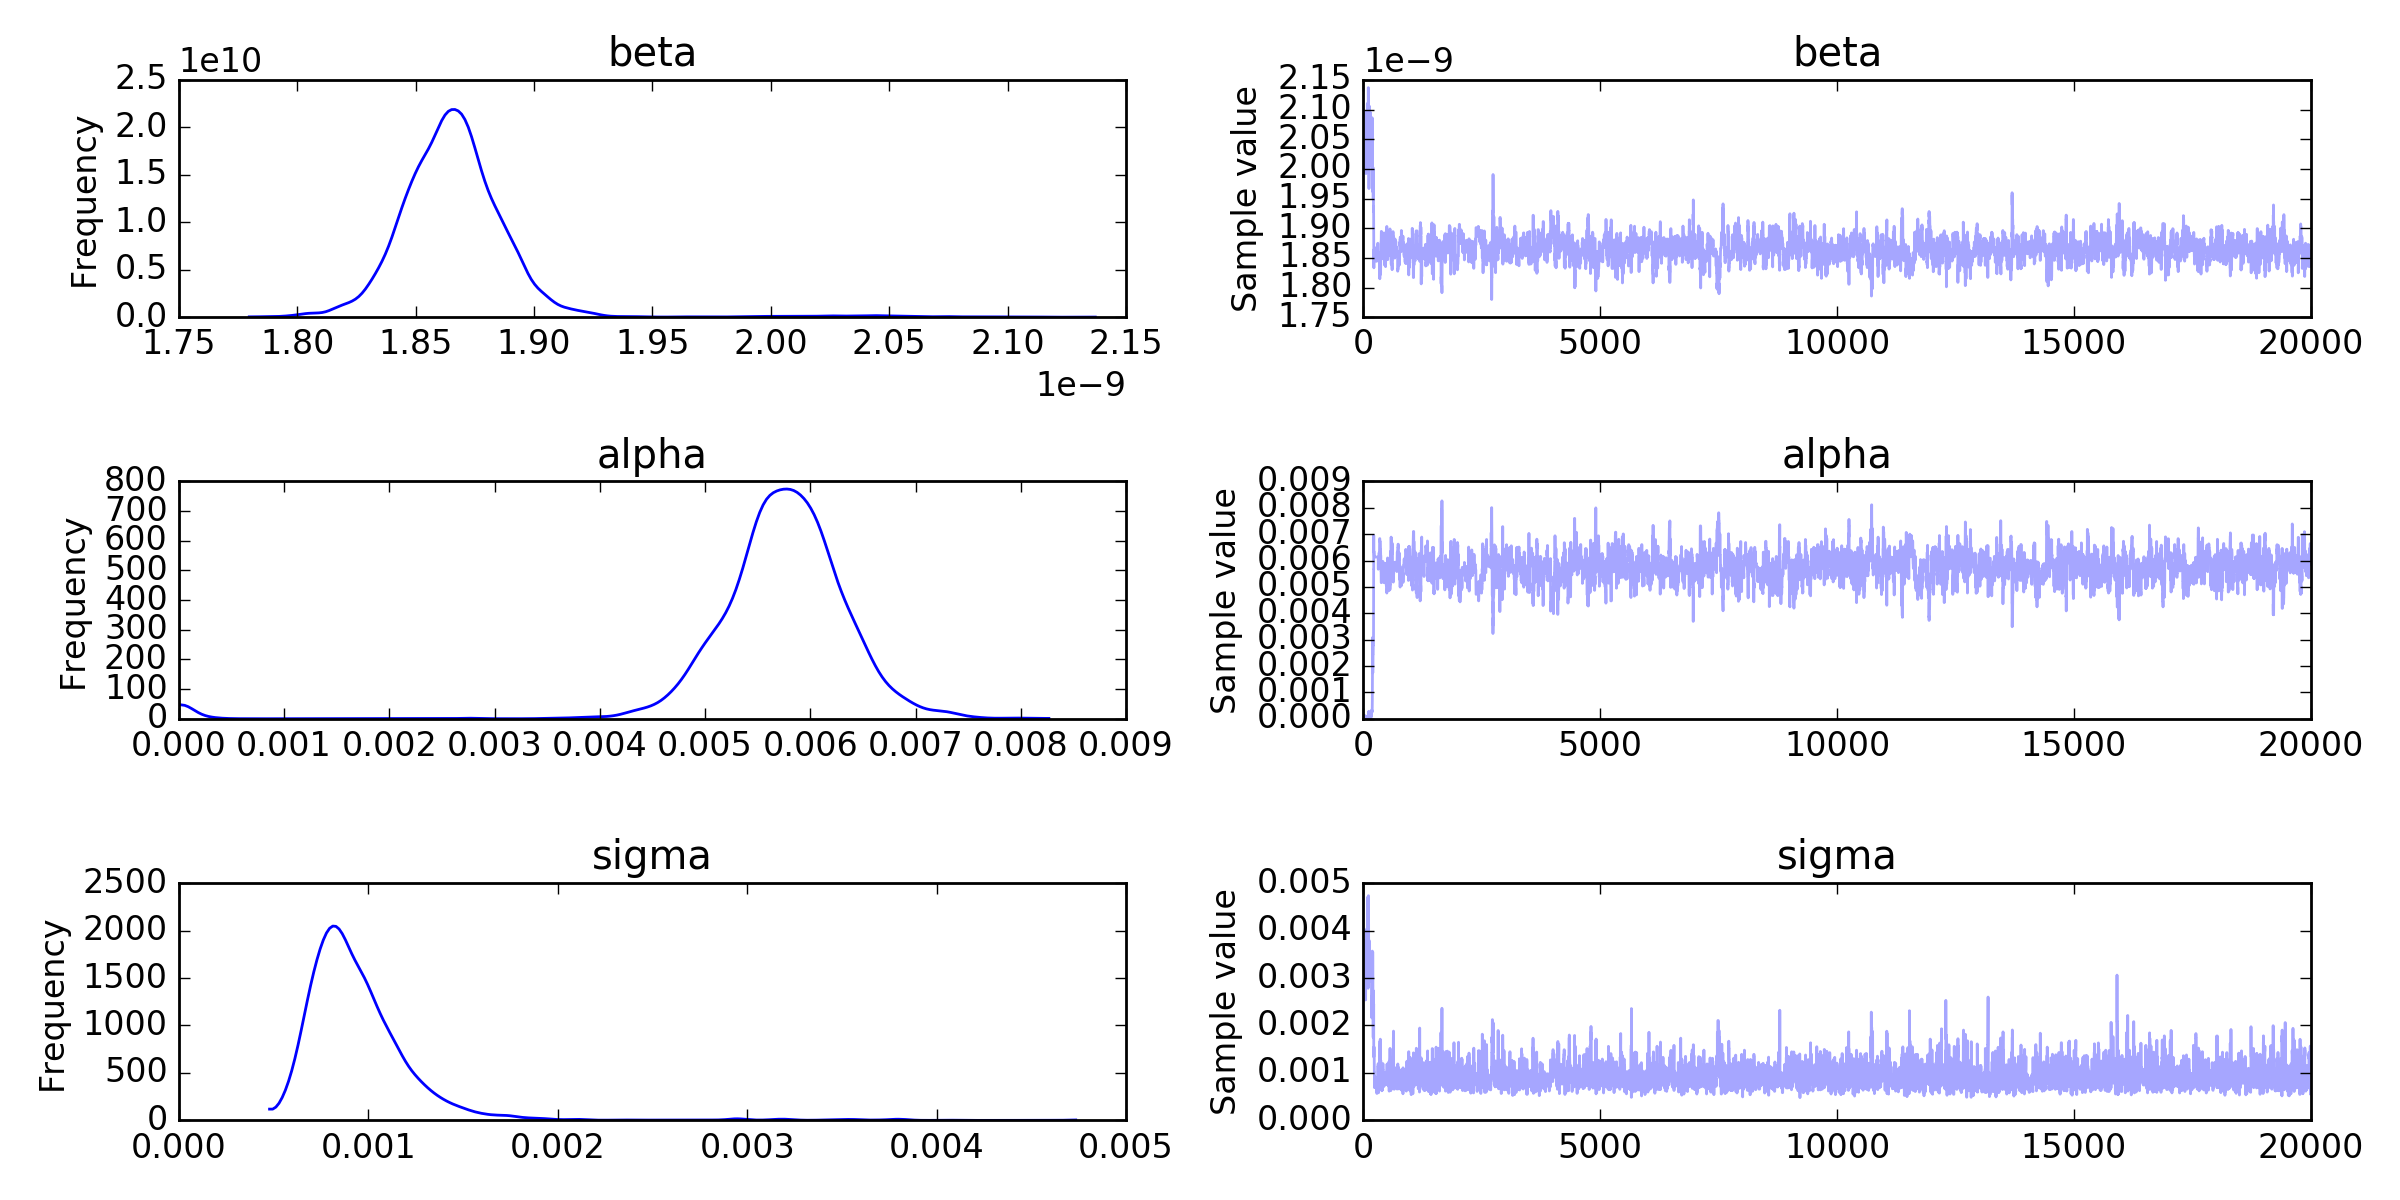 beta
1e10
Frequency
2.5
2.0
1.5
1.0
0.5
0.0
1.75 1.80 1.85 1.90 1.95 2.00 2.05 2.10 2.15
1e−9
beta
1e−9
Sample value
2.15
2.10
2.05
2.00
1.95
1.90
1.85
1.80
1.75
0 5000 10000 15000 20000
alpha
Frequency
800
700
600
500
400
300
200
100
0
0.000 0.001 0.002 0.003 0.004 0.005 0.006 0.007 0.008 0.009
alpha
Sample value
0.009
0.008
0.007
0.006
0.005
0.004
0.003
0.002
0.001
0.000
0 5000 10000 15000 20000
sigma
Frequency
2500
2000
1500
1000
500
0
0.000 0.001 0.002 0.003 0.004 0.005
sigma
Sample value
0.005
0.004
0.003
0.002
0.001
0.000
0 5000 10000 15000 20000